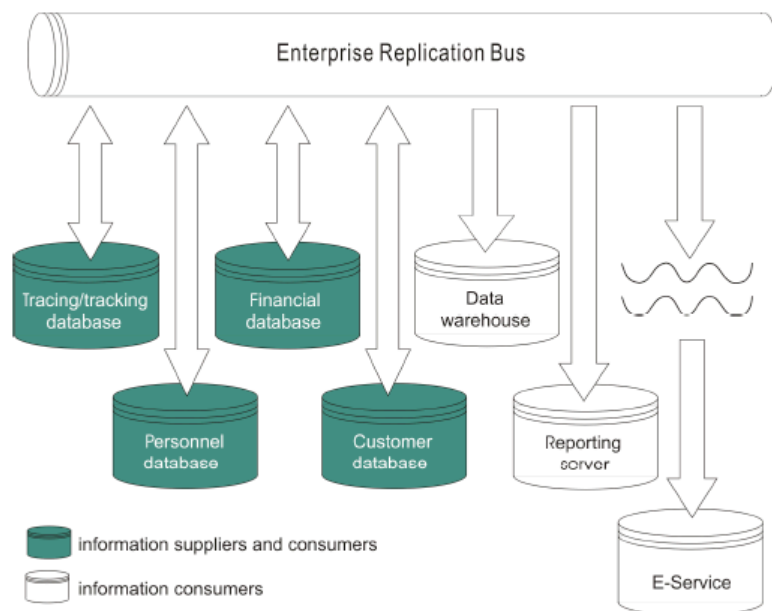 Enterprise Replication Bus
Tracing/tracking
database
Financial
database
Data
warehouse
Personnel
database
Customer
database
Reporting
server
E-Service
information suppliers and consumers
information consumers